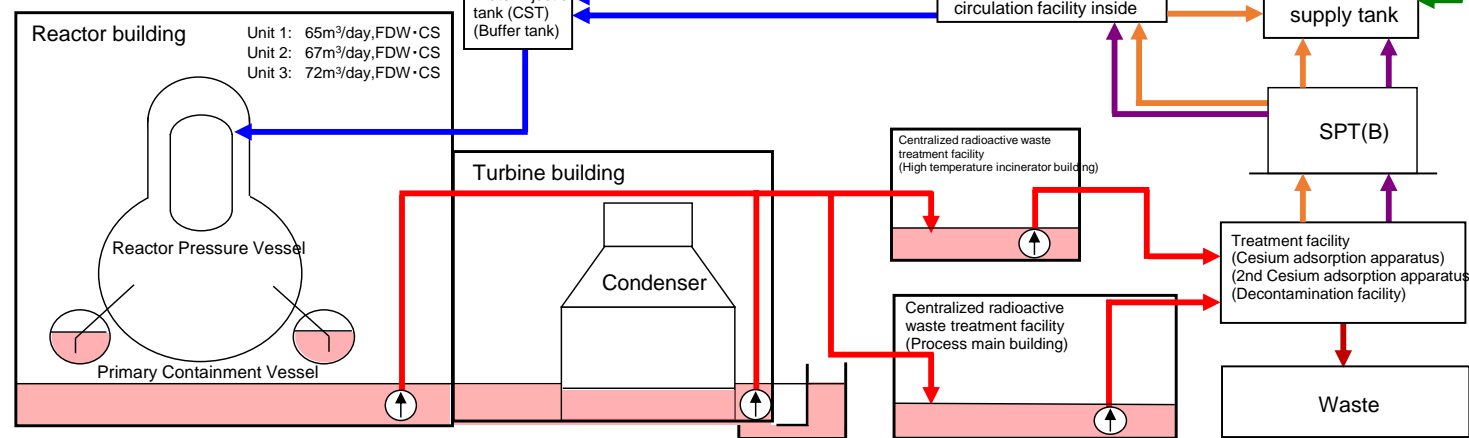 tank (CST)
(Buffer tank)
circulation facility inside
supply tank
Reactor building
Unit 1: 65m³/day,FDW・CS
Unit 2: 67m³/day,FDW・CS
Unit 3: 72m³/day,FDW・CS
SPT(B)
Centralized radioactive waste
treatment facility
(High temperature incinerator building)
Turbine building
Reactor Pressure Vessel
Condenser
Treatment facility
(Cesium adsorption apparatus)
(2nd Cesium adsorption apparatus
(Decontamination facility)
Centralized radioactive
waste treatment facility
(Process main building)
Primary Containment Vessel
Waste